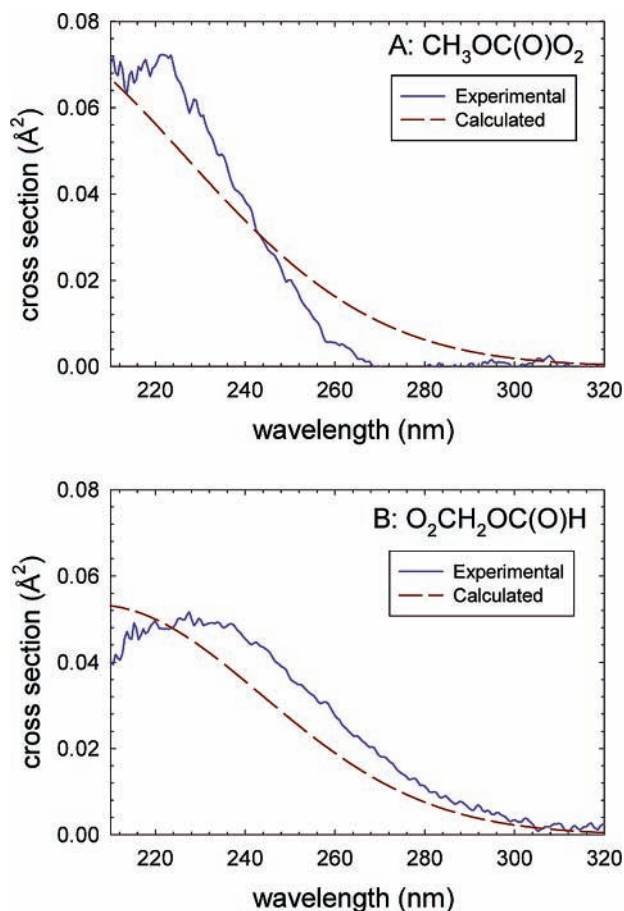 A: CH₃OC(O)O₂
Experimental
Calculated
cross section (Å²)
0.08
0.06
0.04
0.02
0.00
220 240 260 280 300 320
wavelength (nm)
B: O₂CH₂OC(O)H
Experimental
Calculated
cross section (Å²)
0.08
0.06
0.04
0.02
0.00
220 240 260 280 300 320
wavelength (nm)